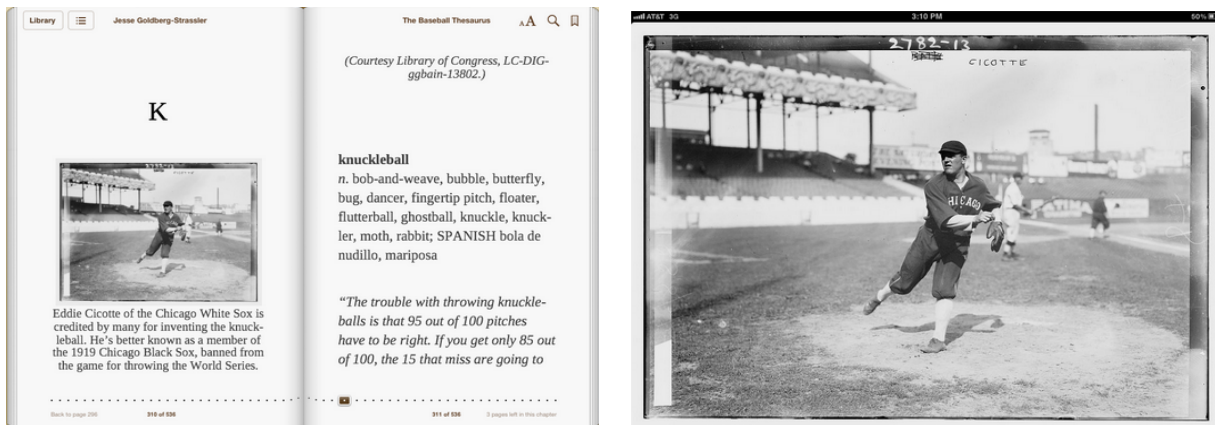 Library
Jesse Goldberg-Strassler
The Baseball Thesaurus
AA
K
Eddie Cicotte of the Chicago White Sox is
credited by many for inventing the knuck-
leball. He's better known as a member of
the 1919 Chicago Black Sox, banned from
the game for throwing the World Series.
Back to page 296
310 of 536
(Courtesy Library of Congress, LC-DIG-
ggbain-13802.)
knuckleball
n. bob-and-weave, bubble, butterfly,
bug, dancer, fingertip pitch, floater,
flutterball, ghostball, knuckle, knuck-
ler, moth, rabbit; SPANISH bola de
nudillo, mariposa
“The trouble with throwing knuckle-
balls is that 95 out of 100 pitches
have to be right. If you get only 85 out
of 100, the 15 that miss are going to
311 of 536
3 pages left in this chapter
AT&T 3G
3:10 PM
50%
2782-13
CICOTTE
CHICAGO